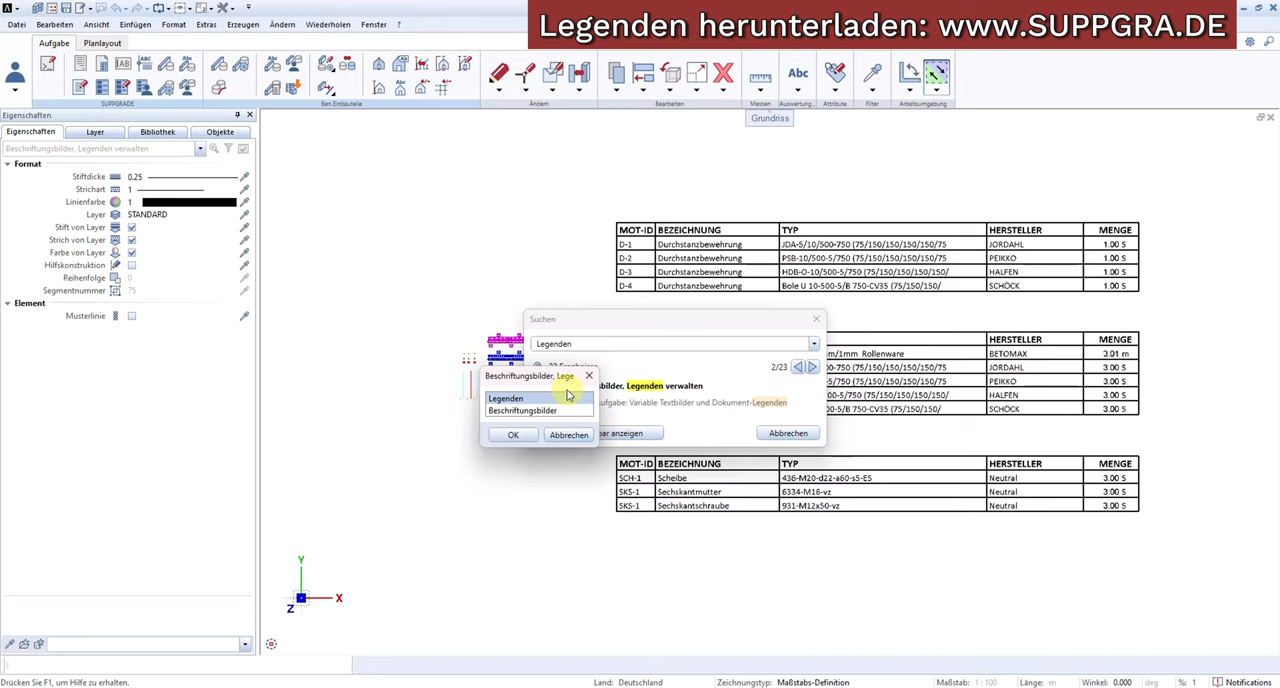 Legenden herunterladen: www.SUPPGRA.DE
Datei Bearbeiten Ansicht Einfügen Format Extras Erzeugen Ändern Wiederholen Fenster ?
Aufgabe Planlayout
Abc
SUPPGRADE Ben.Einbauteile Ändern Bearbeiten Messen Auswertung... Attribute Filter Arbeitsumgebung
Eigenschaften
Grundriss
Eigenschaften Layer Bibliothek Objekte
Beschriftungsbilder, Legenden verwalten
Format
Stiftdicke 0.25
Strichart 1
Linienfarbe 1
Layer STANDARD
Stift von Layer
Strich von Layer
Farbe von Layer
Hilfskonstruktion
Reihenfolge 0
Segmentnummer 75
Element
Musterlinie
MOT-ID BEZEICHNUNG TYP HERSTELLER MENGE
D-1 Durchstanzbewehrung JDA-5/10/500-750 (75/150/150/150/150/75 JORDAHL 1.00 S
D-2 Durchstanzbewehrung PSB-10/500-5/750 (75/150/150/150/150/75 PEIKKO 1.00 S
D-3 Durchstanzbewehrung HDB-O-10/500-5/750 (75/150/150/150/ HALFEN 1.00 S
D-4 Durchstanzbewehrung Bole U 10-500-5/B 750-CV35 (75/150/150/ SCHÖCK 1.00 S
HERSTELLER MENGE
m/1mm Rollenware BETOMAX 3.01 m
(75/150/150/150/150/75 JORDAHL 3.00 S
5/750 (75/150/150/150/150/75 PEIKKO 3.00 S
5/750 (75/150/150/150/150/ HALFEN 3.00 S
5/B 750-CV35 (75/150/150/ SCHÖCK 3.00 S
Suchen
Legenden
2/23
sbilder, Legenden verwalten
ufgabe: Variable Textbilder und Dokument-Legenden
bar anzeigen Abbrechen
Beschriftungsbilder, Lege
Legenden
Beschriftungsbilder
OK Abbrechen
MOT-ID BEZEICHNUNG TYP HERSTELLER MENGE
SCH-1 Scheibe 436-M20-d22-a60-s5-ES Neutral 3.00 S
SKS-1 Sechskantmutter 6334-M16-vz Neutral 3.00 S
SKS-1 Sechskantschraube 931-M12x50-vz Neutral 3.00 S
Y
X
Z
Drücken Sie F1, um Hilfe zu erhalten. Land: Deutschland Zeichnungstyp: Maßstabs-Definition Maßstab: 1 : 100 Länge: m Winkel: 0.000 deg %: 1 Notifications